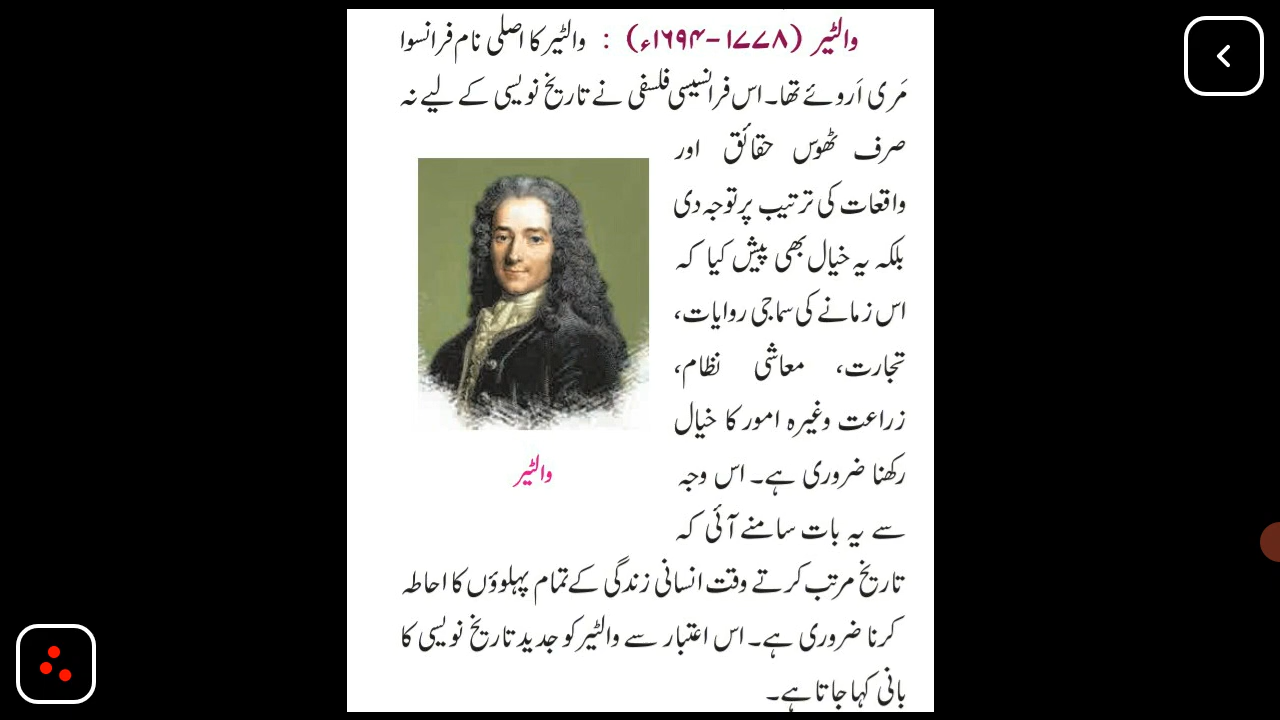 والٹیر (۱۷۷۸-۱۶۹۴ء) : والٹیر کا اصلی نام فرانسوا
مَری اَروئے تھا۔ اس فرانسیسی فلسفی نے تاریخ نویسی کے لیے نہ
صرف ٹھوس حقائق اور
واقعات کی ترتیب پر توجہ دی
بلکہ یہ خیال بھی پیش کیا کہ
اس زمانے کی سماجی روایات،
تجارت، معاشی نظام،
زراعت وغیرہ امور کا خیال
رکھنا ضروری ہے۔ اس وجہ
سے یہ بات سامنے آئی کہ
تاریخ مرتب کرتے وقت انسانی زندگی کے تمام پہلوؤں کا احاطہ
کرنا ضروری ہے۔ اس اعتبار سے والٹیر کو جدید تاریخ نویسی کا
بانی کہا جاتا ہے۔
والٹیر